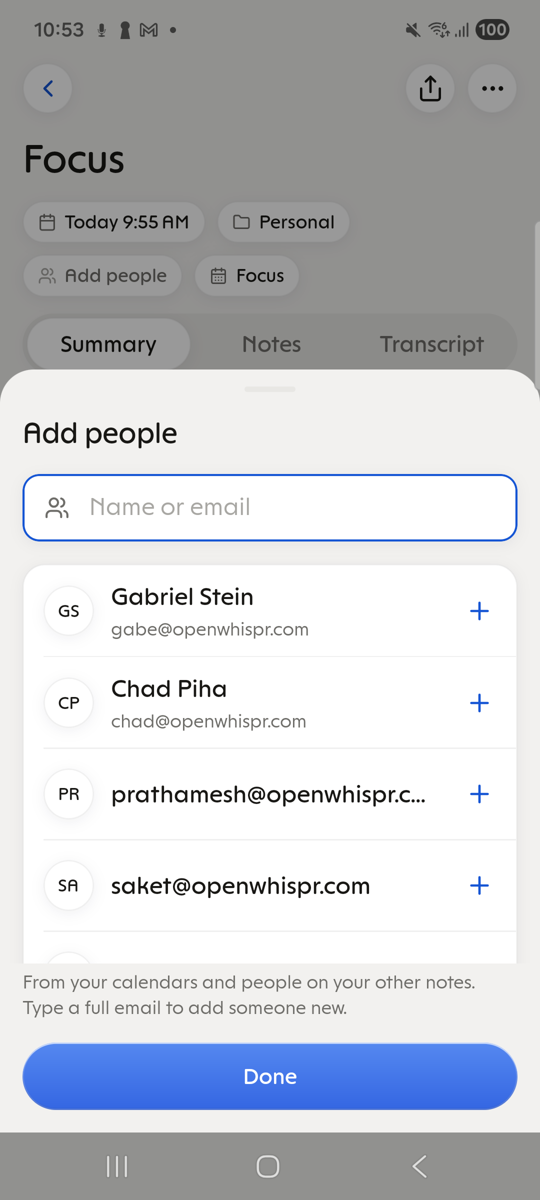 10:53
100
Focus
Today 9:55 AM
Personal
Add people
Focus
Summary
Notes
Transcript
Add people
Name or email
GS
Gabriel Stein
gabe@openwhispr.com
CP
Chad Piha
chad@openwhispr.com
PR
prathamesh@openwhispr.c...
SA
saket@openwhispr.com
From your calendars and people on your other notes.
Type a full email to add someone new.
Done